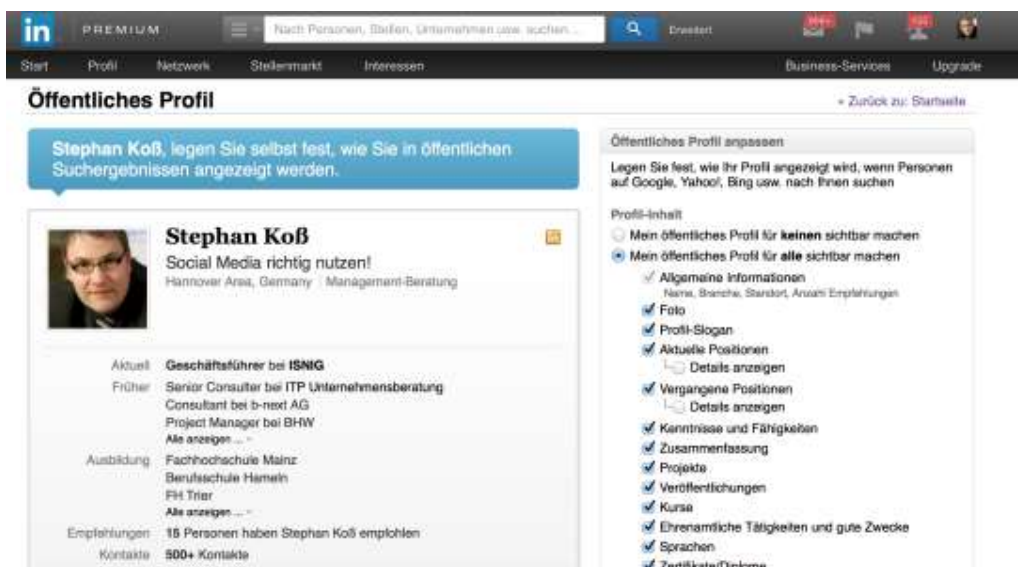 in PREMIUM Nach Personen, Stellen, Unternehmen usw. suchen... Erweitert
Start Profil Netzwerk Stellenmarkt Interessen Business-Services Upgrade
Öffentliches Profil
« Zurück zu: Startseite
Stephan Koß, legen Sie selbst fest, wie Sie in öffentlichen
Suchergebnissen angezeigt werden.
Stephan Koß
Social Media richtig nutzen!
Hannover Area, Germany | Management-Beratung
Aktuell Geschäftsführer bei ISNIG
Früher Senior Consulter bei ITP Unternehmensberatung
Consultant bei b-next AG
Project Manager bei BHW
Alle anzeigen ...
Ausbildung Fachhochschule Mainz
Berufsschule Hameln
FH Trier
Alle anzeigen ...
Empfehlungen 15 Personen haben Stephan Koß empfohlen
Kontakte 500+ Kontakte
Öffentliches Profil anpassen
Legen Sie fest, wie Ihr Profil angezeigt wird, wenn Personen
auf Google, Yahoo!, Bing usw. nach Ihnen suchen
Profil-Inhalt
Mein öffentliches Profil für keinen sichtbar machen
Mein öffentliches Profil für alle sichtbar machen
Allgemeine Informationen
Name, Branche, Standort, Anzahl Empfehlungen
Foto
Profil-Slogan
Aktuelle Positionen
Details anzeigen
Vergangene Positionen
Details anzeigen
Kenntnisse und Fähigkeiten
Zusammenfassung
Projekte
Veröffentlichungen
Kurse
Ehrenamtliche Tätigkeiten und gute Zwecke
Sprachen
Zertifikate/Diplome